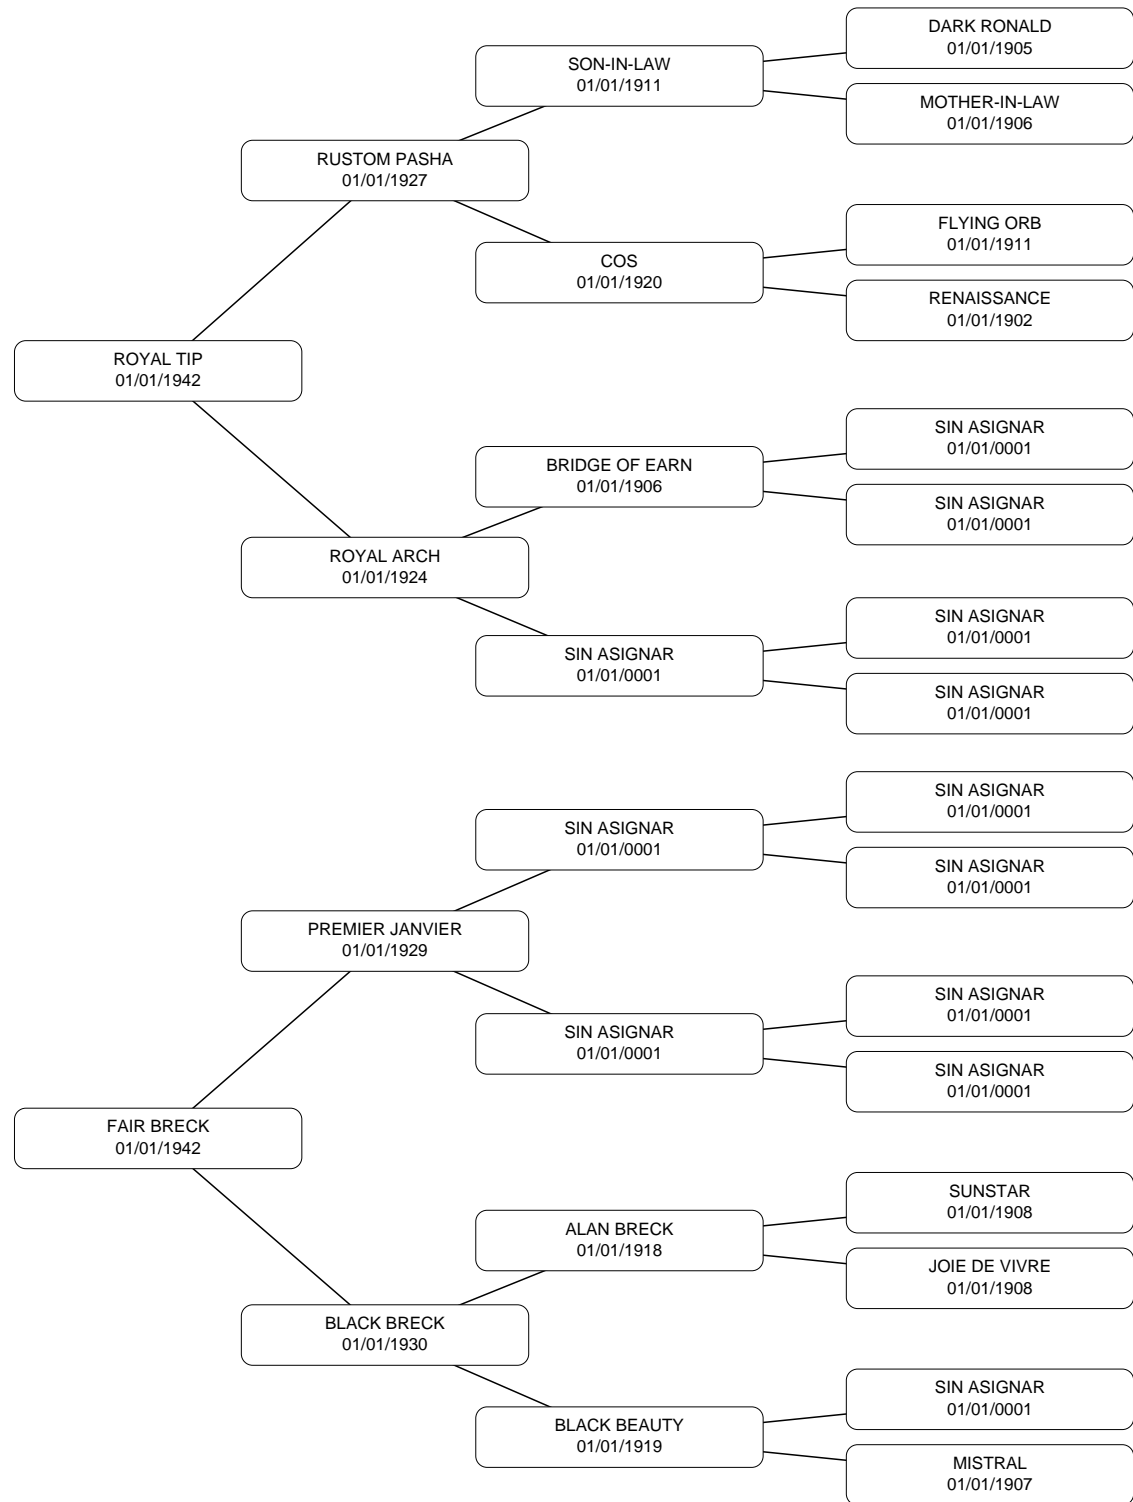 DARK RONALD
01/01/1905
SON-IN-LAW
01/01/1911
MOTHER-IN-LAW
01/01/1906
RUSTOM PASHA
01/01/1927
FLYING ORB
01/01/1911
COS
01/01/1920
RENAISSANCE
01/01/1902
ROYAL TIP
01/01/1942
SIN ASIGNAR
01/01/0001
BRIDGE OF EARN
01/01/1906
SIN ASIGNAR
01/01/0001
ROYAL ARCH
01/01/1924
SIN ASIGNAR
01/01/0001
SIN ASIGNAR
01/01/0001
SIN ASIGNAR
01/01/0001
SIN ASIGNAR
01/01/0001
SIN ASIGNAR
01/01/0001
SIN ASIGNAR
01/01/0001
PREMIER JANVIER
01/01/1929
SIN ASIGNAR
01/01/0001
SIN ASIGNAR
01/01/0001
SIN ASIGNAR
01/01/0001
FAIR BRECK
01/01/1942
SUNSTAR
01/01/1908
ALAN BRECK
01/01/1918
JOIE DE VIVRE
01/01/1908
BLACK BRECK
01/01/1930
SIN ASIGNAR
01/01/0001
BLACK BEAUTY
01/01/1919
MISTRAL
01/01/1907